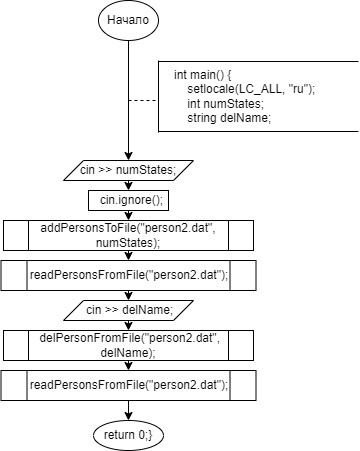 Начало
int main() {
setlocale(LC_ALL, "ru");
int numStates;
string delName;
cin >> numStates;
cin.ignore();
addPersonsToFile("person2.dat",
numStates);
readPersonsFromFile("person2.dat");
cin >> delName;
delPersonFromFile("person2.dat",
delName);
readPersonsFromFile("person2.dat");
return 0;}